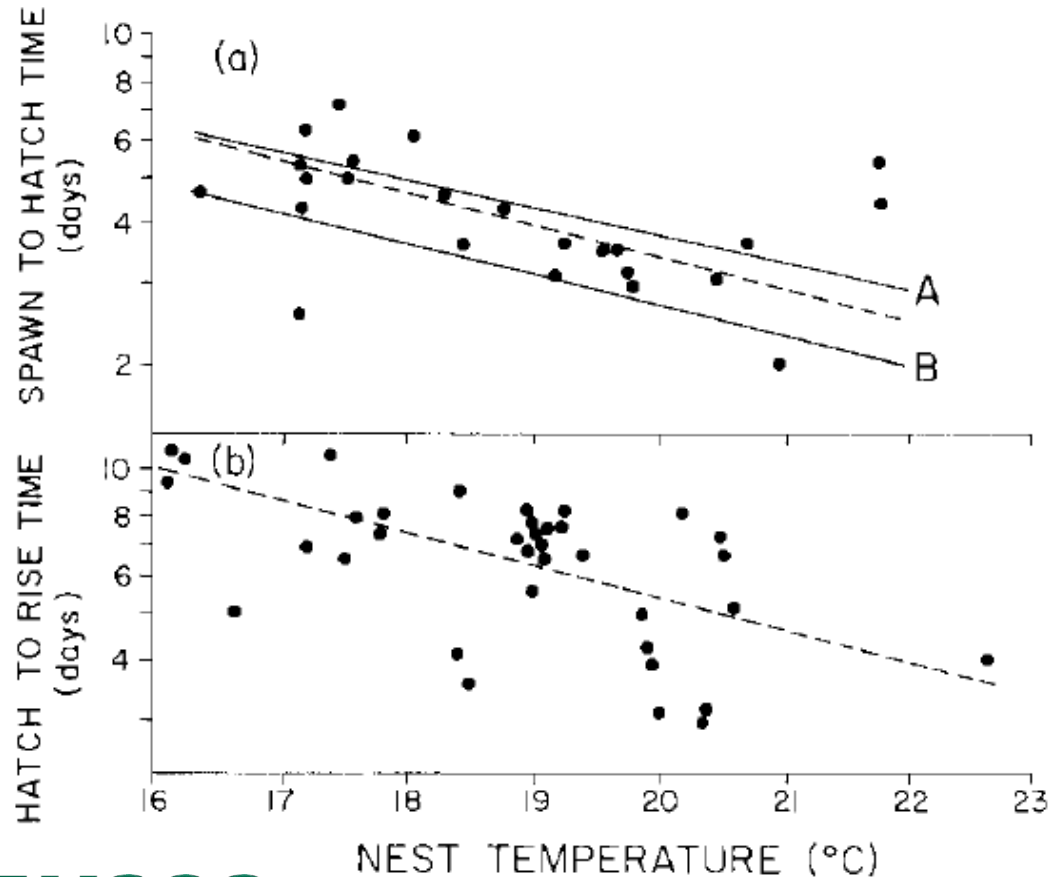 SPAWN TO HATCH TIME
(days)
(a)
10
8
6
4
2
A
B
HATCH TO RISE TIME
(days)
(b)
10
8
6
4
16 17 18 19 20 21 22 23
NEST TEMPERATURE (°C)